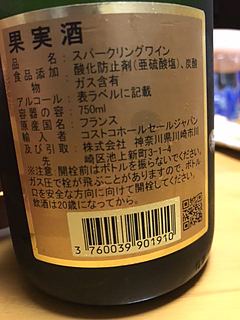 果実酒
品名：スパークリングワイン
食品添加物：酸化防止剤(亜硫酸塩)、炭酸
ガス含有
アルコール：表ラベルに記載
容器の容量：750ml
原産国名：フランス
輸入及び引取先：コストコホールセールジャパン
株式会社 神奈川県川崎市川
崎区池上新町3-1-4
開栓前はボトルを振らないでください。
ガス圧で栓が飛ぶことがありますので、ボトル
口を安全な方向に向けて開栓してください。
飲酒は20歳になってから。
3 760039 901910